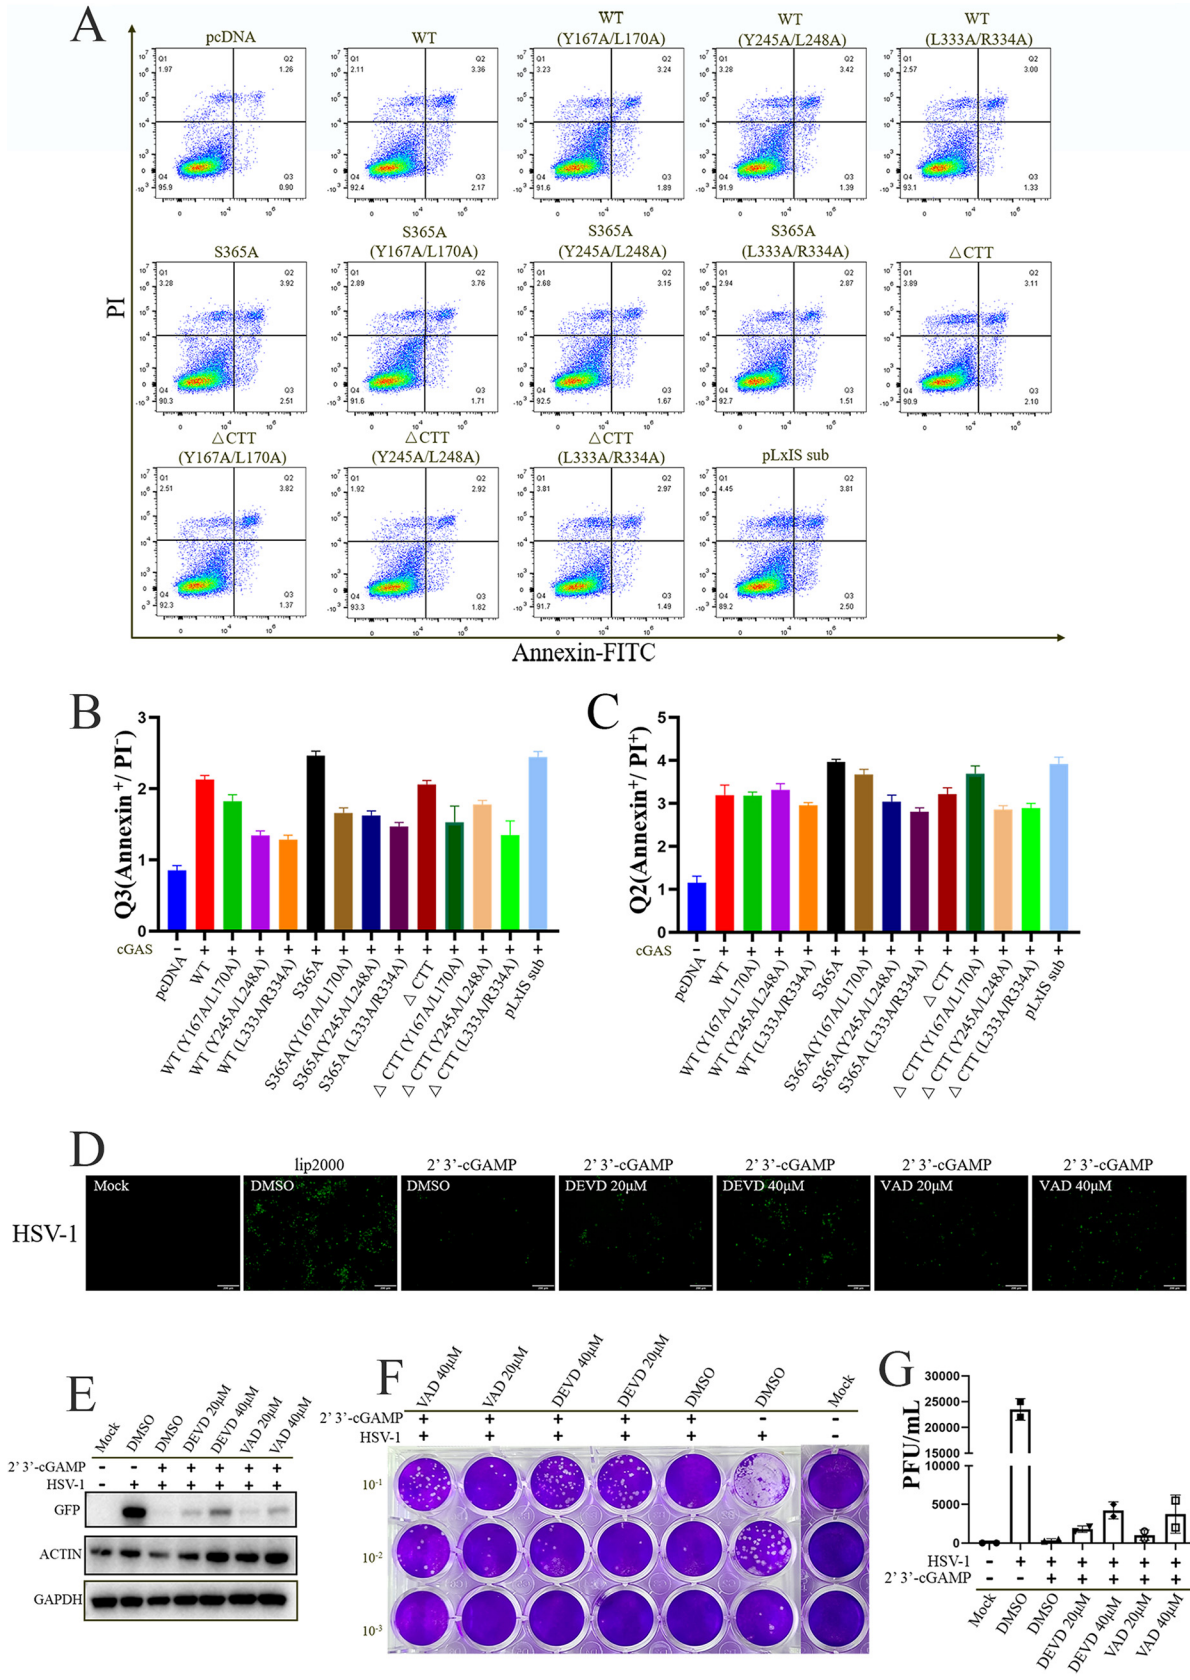 A
pcDNA
WT
WT
(Y167A/L170A)
WT
(Y245A/L248A)
WT
(L333A/R334A)
Q1
1.97
Q2
1.26
Q4
95.9
Q3
0.90
Q1
2.11
Q2
3.36
Q4
92.4
Q3
2.17
Q1
3.23
Q2
3.24
Q4
91.6
Q3
1.89
Q1
3.28
Q2
3.42
Q4
91.9
Q3
1.39
Q1
2.57
Q2
3.00
Q4
93.1
Q3
1.33
S365A
S365A
(Y167A/L170A)
S365A
(Y245A/L248A)
S365A
(L333A/R334A)
△CTT
Q1
3.28
Q2
3.92
Q4
90.3
Q3
2.51
Q1
2.89
Q2
3.76
Q4
91.6
Q3
1.71
Q1
2.68
Q2
3.15
Q4
92.5
Q3
1.67
Q1
2.94
Q2
2.87
Q4
92.7
Q3
1.51
Q1
3.89
Q2
3.11
Q4
90.9
Q3
2.10
△CTT
(Y167A/L170A)
△CTT
(Y245A/L248A)
△CTT
(L333A/R334A)
pLxIS sub
Q1
2.51
Q2
3.82
Q4
92.3
Q3
1.37
Q1
1.92
Q2
2.92
Q4
93.3
Q3
1.82
Q1
3.81
Q2
2.97
Q4
91.7
Q3
1.49
Q1
4.45
Q2
3.81
Q4
89.2
Q3
2.50
PI
Annexin-FITC
B
Q3(Annexin⁺/ PI⁻)
3
2
1
0
cGAS - + + + + + + + + + + + + +
pcDNA
WT
WT (Y167A/L170A)
WT (Y245A/L248A)
WT (L333A/R334A)
S365A
S365A(Y167A/L170A)
S365A(Y245A/L248A)
S365A (L333A/R334A)
△ CTT
△ CTT (Y167A/L170A)
△ CTT (Y245A/L248A)
△ CTT (L333A/R334A)
pLxIS sub
C
Q2(Annexin⁺/ PI⁺)
5
4
3
2
1
0
cGAS - + + + + + + + + + + + + +
pcDNA
WT
WT (Y167A/L170A)
WT (Y245A/L248A)
WT (L333A/R334A)
S365A
S365A(Y167A/L170A)
S365A(Y245A/L248A)
S365A (L333A/R334A)
△ CTT
△ CTT (Y167A/L170A)
△ CTT (Y245A/L248A)
△ CTT (L333A/R334A)
pLxIS sub
D
lip2000
2' 3'-cGAMP
2' 3'-cGAMP
2' 3'-cGAMP
2' 3'-cGAMP
2' 3'-cGAMP
HSV-1
Mock
DMSO
DMSO
DEVD 20μM
DEVD 40μM
VAD 20μM
VAD 40μM
E
Mock
DMSO
DMSO
DEVD 20μM
DEVD 40μM
VAD 20μM
VAD 40μM
2' 3'-cGAMP - - + + + + +
HSV-1 - + + + + + +
GFP
ACTIN
GAPDH
F
VAD 40μM
VAD 20μM
DEVD 40μM
DEVD 20μM
DMSO
DMSO
Mock
2' 3'-cGAMP + + + + + - -
HSV-1 + + + + + + -
10⁻¹
10⁻²
10⁻³
G
PFU/mL
30000
25000
20000
15000
10000
5000
0
HSV-1 - + + + + + +
2' 3'-cGAMP - - + + + + +
Mock
DMSO
DMSO
DEVD 20μM
DEVD 40μM
VAD 20μM
VAD 40μM